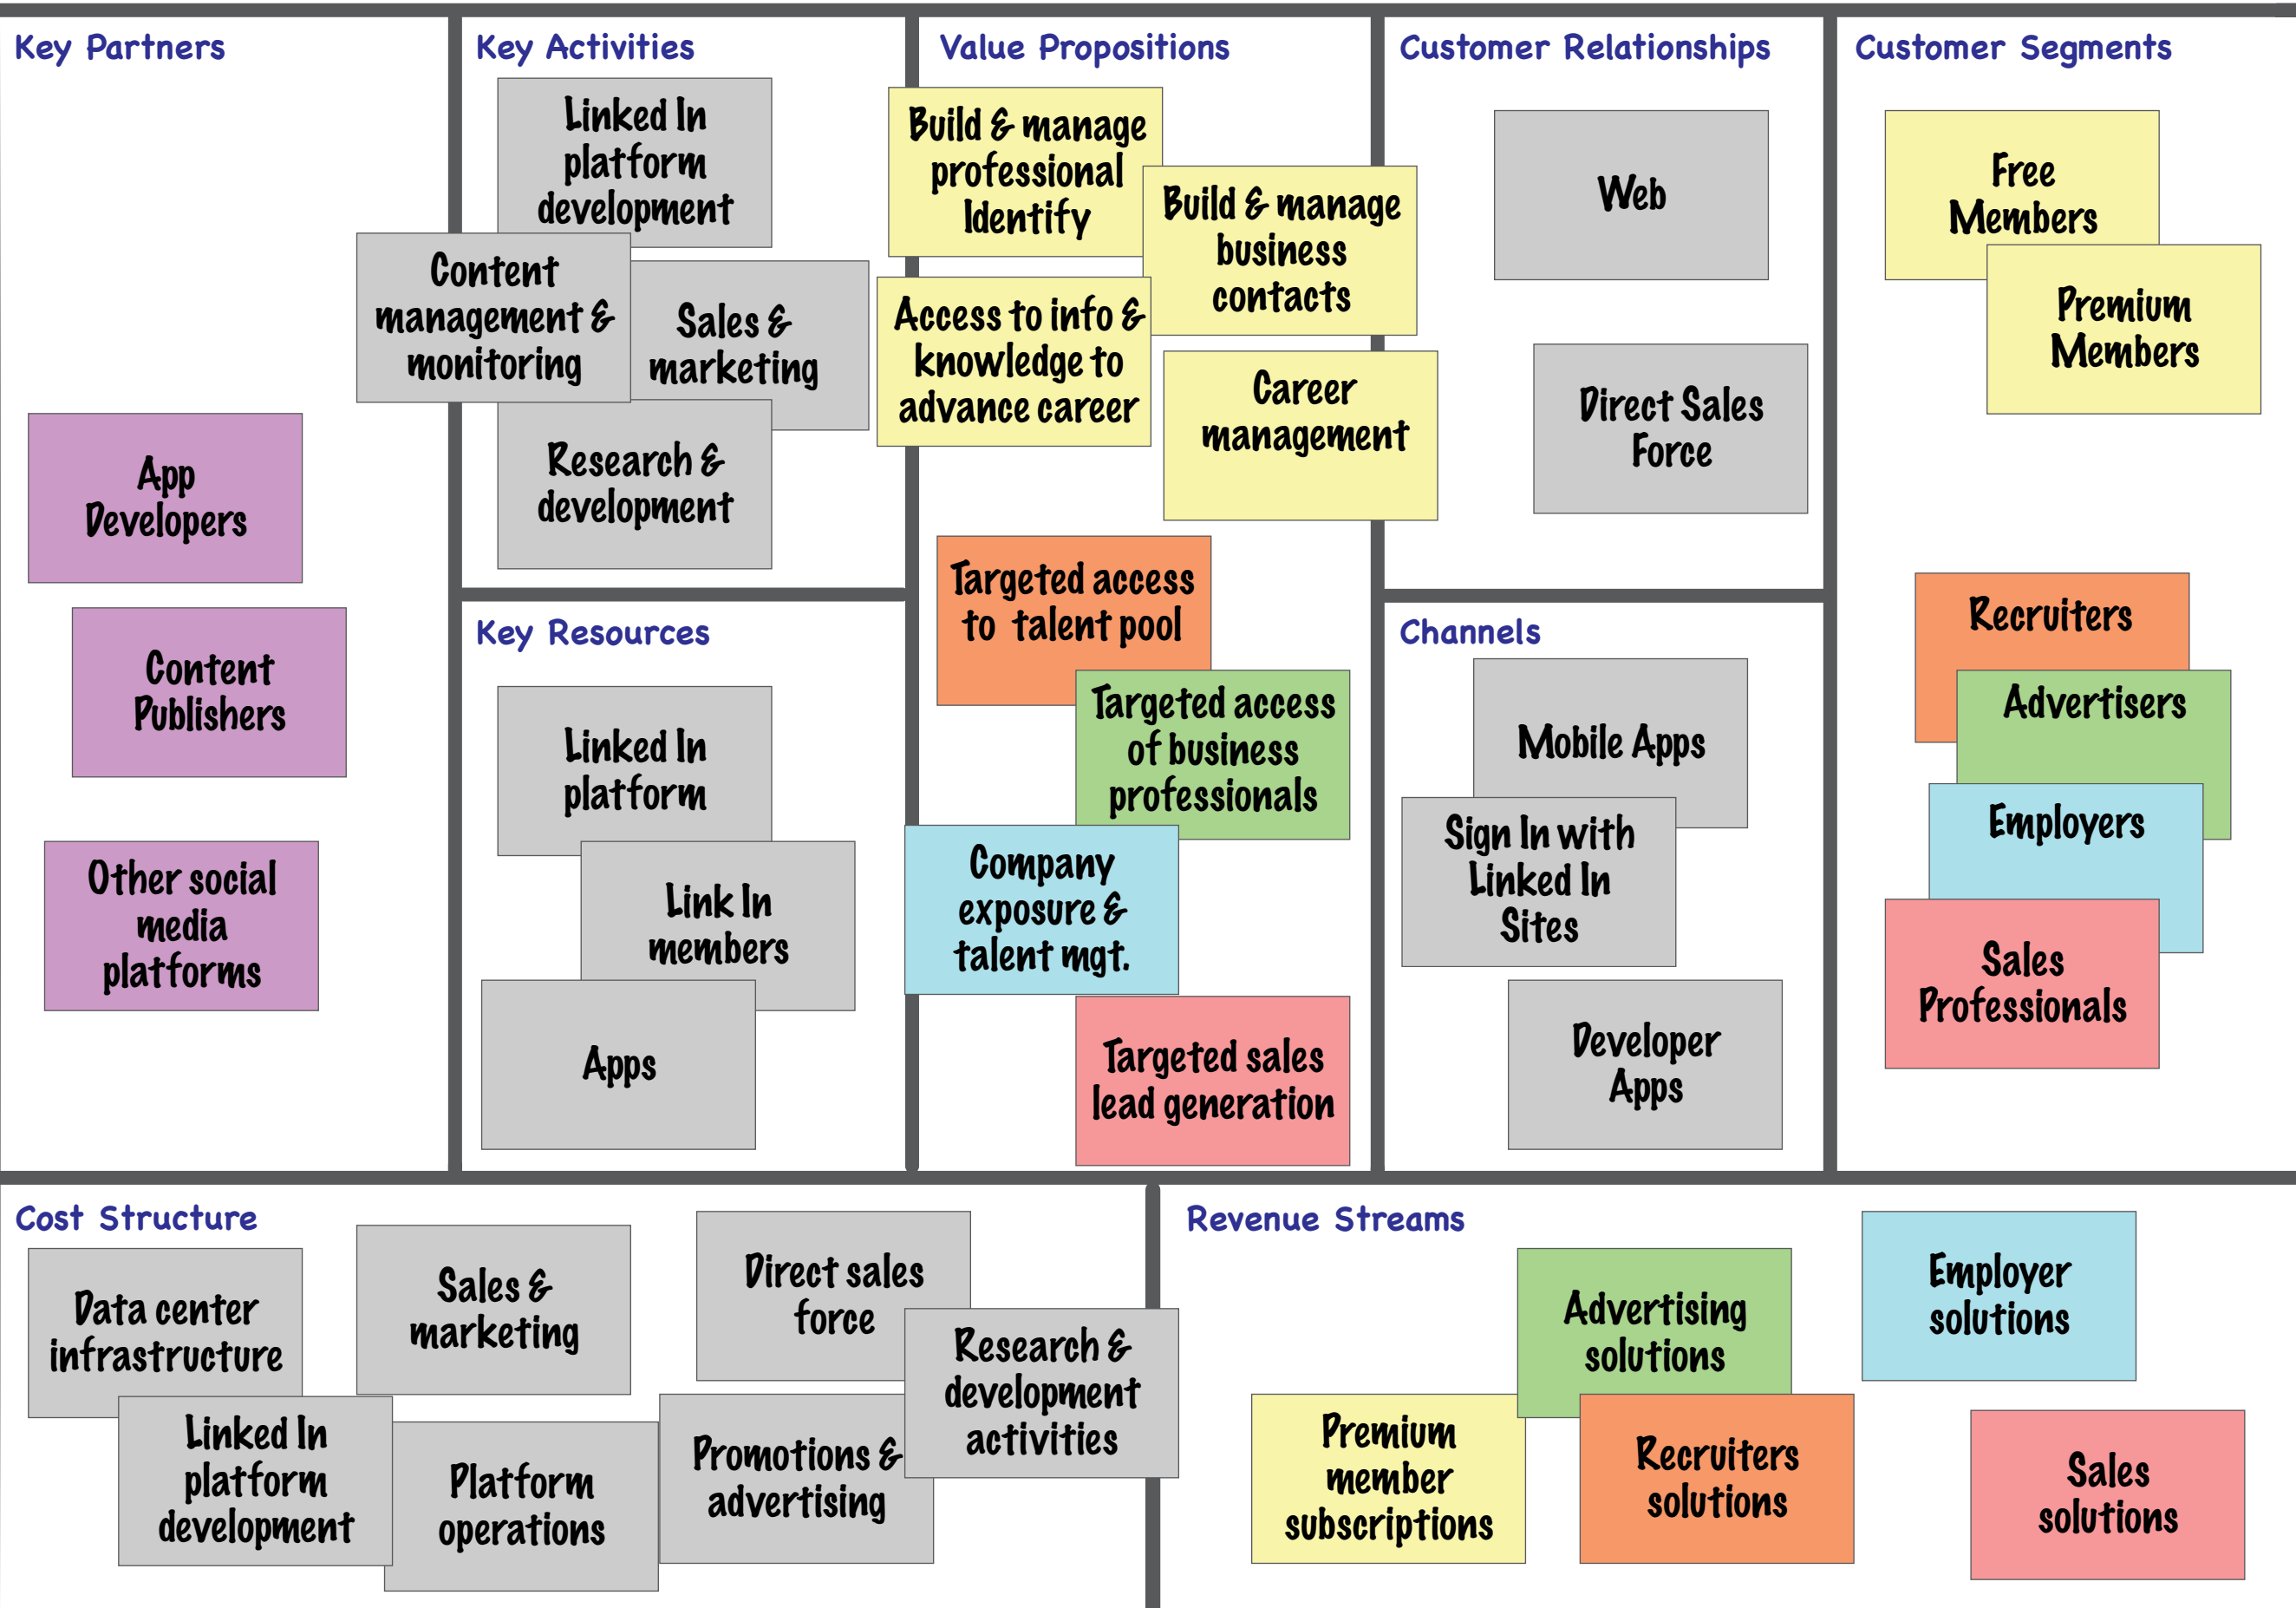 Key Partners
App
Developers
Content
Publishers
Other social
media
platforms
Key Activities
Linked In
platform
development
Content
management &
monitoring
Sales &
marketing
Research &
development
Key Resources
Linked In
platform
Link In
members
Apps
Value Propositions
Build & manage
professional
Identify
Build & manage
business
contacts
Access to info &
knowledge to
advance career
Career
management
Targeted access
to talent pool
Targeted access
of business
professionals
Company
exposure &
talent mgt.
Targeted sales
lead generation
Customer Relationships
Web
Direct Sales
Force
Channels
Mobile Apps
Sign In with
Linked In
Sites
Developer
Apps
Customer Segments
Free
Members
Premium
Members
Recruiters
Advertisers
Employers
Sales
Professionals
Cost Structure
Data center
infrastructure
Linked In
platform
development
Sales &
marketing
Platform
operations
Direct sales
force
Promotions &
advertising
Research &
development
activities
Revenue Streams
Premium
member
subscriptions
Advertising
solutions
Recruiters
solutions
Employer
solutions
Sales
solutions